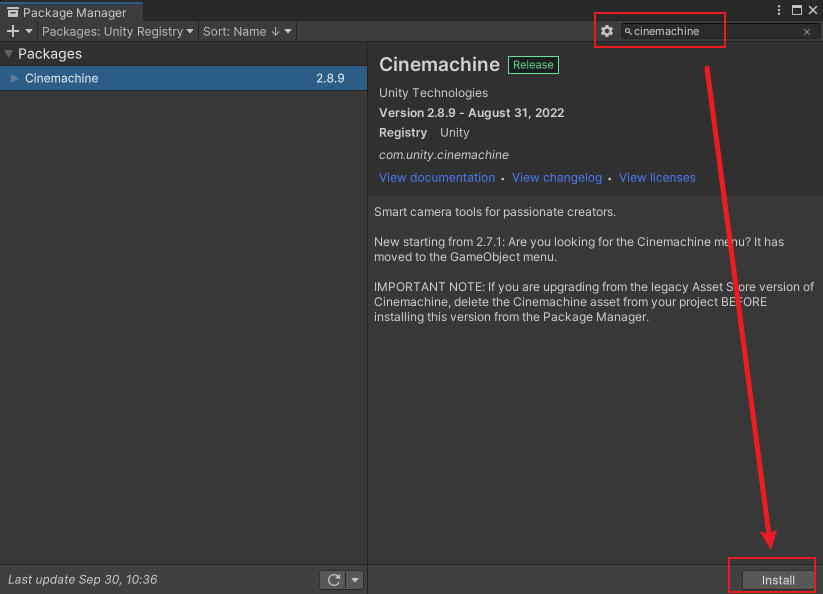 Package Manager
Packages: Unity Registry Sort: Name ↓ cinemachine
Packages
Cinemachine 2.8.9
Cinemachine Release
Unity Technologies
Version 2.8.9 - August 31, 2022
Registry Unity
com.unity.cinemachine
View documentation • View changelog • View licenses
Smart camera tools for passionate creators.
New starting from 2.7.1: Are you looking for the Cinemachine menu? It has
moved to the GameObject menu.
IMPORTANT NOTE: If you are upgrading from the legacy Asset Store version of
Cinemachine, delete the Cinemachine asset from your project BEFORE
installing this version from the Package Manager.
Last update Sep 30, 10:36
Install